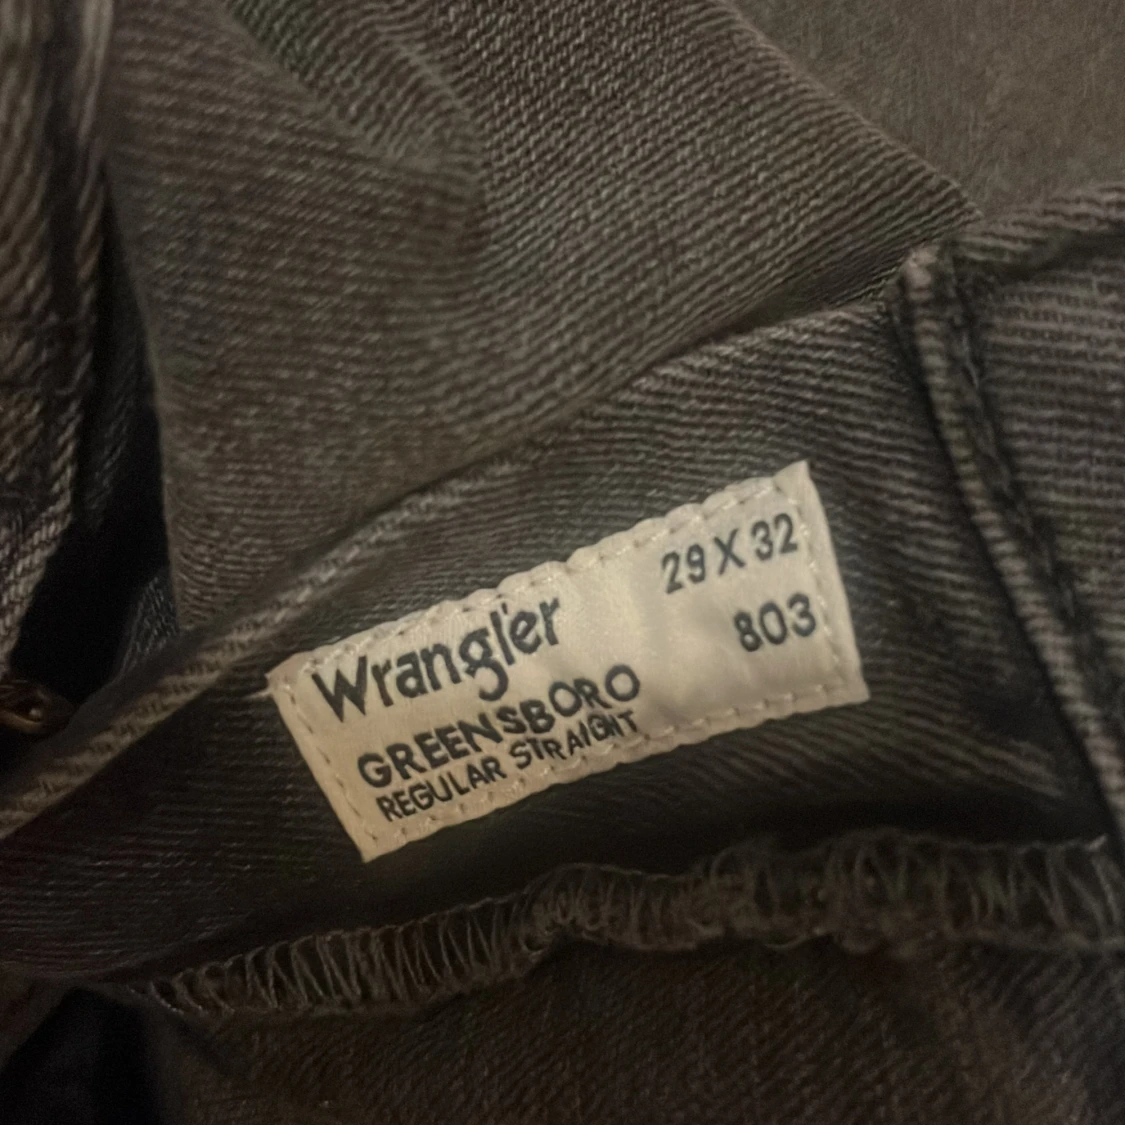 Wrangler
29 X 32
803
GREENSBORO
REGULAR STRAIGHT